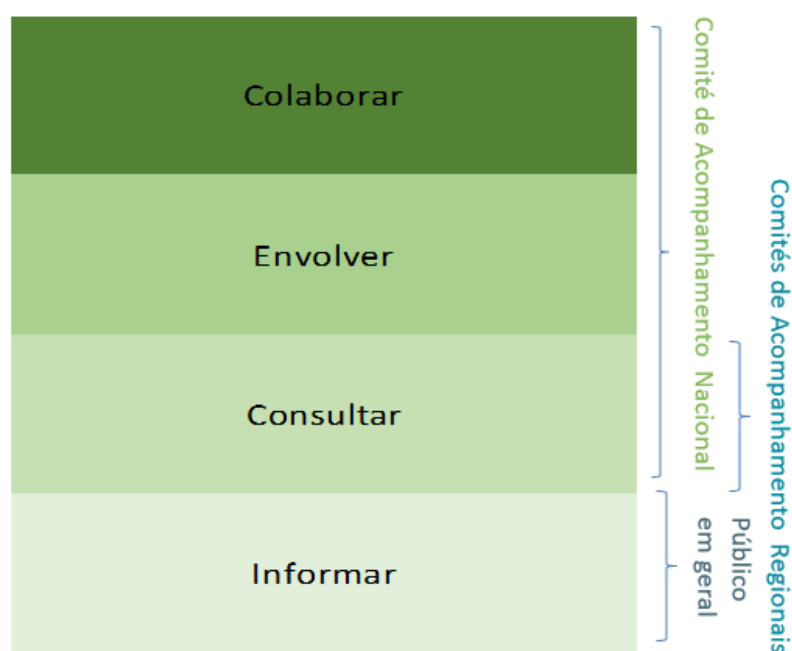 Colaborar
Envolver
Consultar
Informar
Comité de Acompanhamento Nacional
Público
em geral
Comités de Acompanhamento Regionais